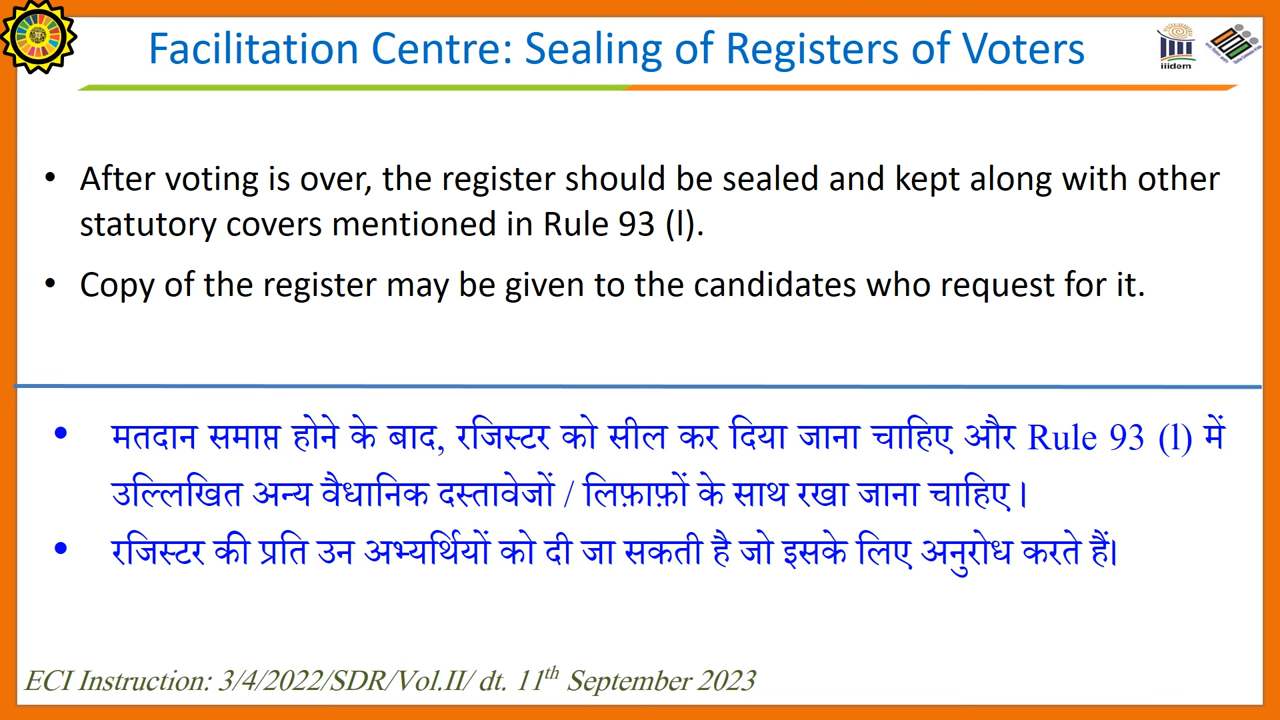 Facilitation Centre: Sealing of Registers of Voters
iiidem
• After voting is over, the register should be sealed and kept along with other
statutory covers mentioned in Rule 93 (l).
• Copy of the register may be given to the candidates who request for it.
• मतदान समाप्त होने के बाद, रजिस्टर को सील कर दिया जाना चाहिए और Rule 93 (l) में
उल्लिखित अन्य वैधानिक दस्तावेजों / लिफ़ाफ़ों के साथ रखा जाना चाहिए।
• रजिस्टर की प्रति उन अभ्यर्थियों को दी जा सकती है जो इसके लिए अनुरोध करते हैं।
ECI Instruction: 3/4/2022/SDR/Vol.II/ dt. 11th September 2023